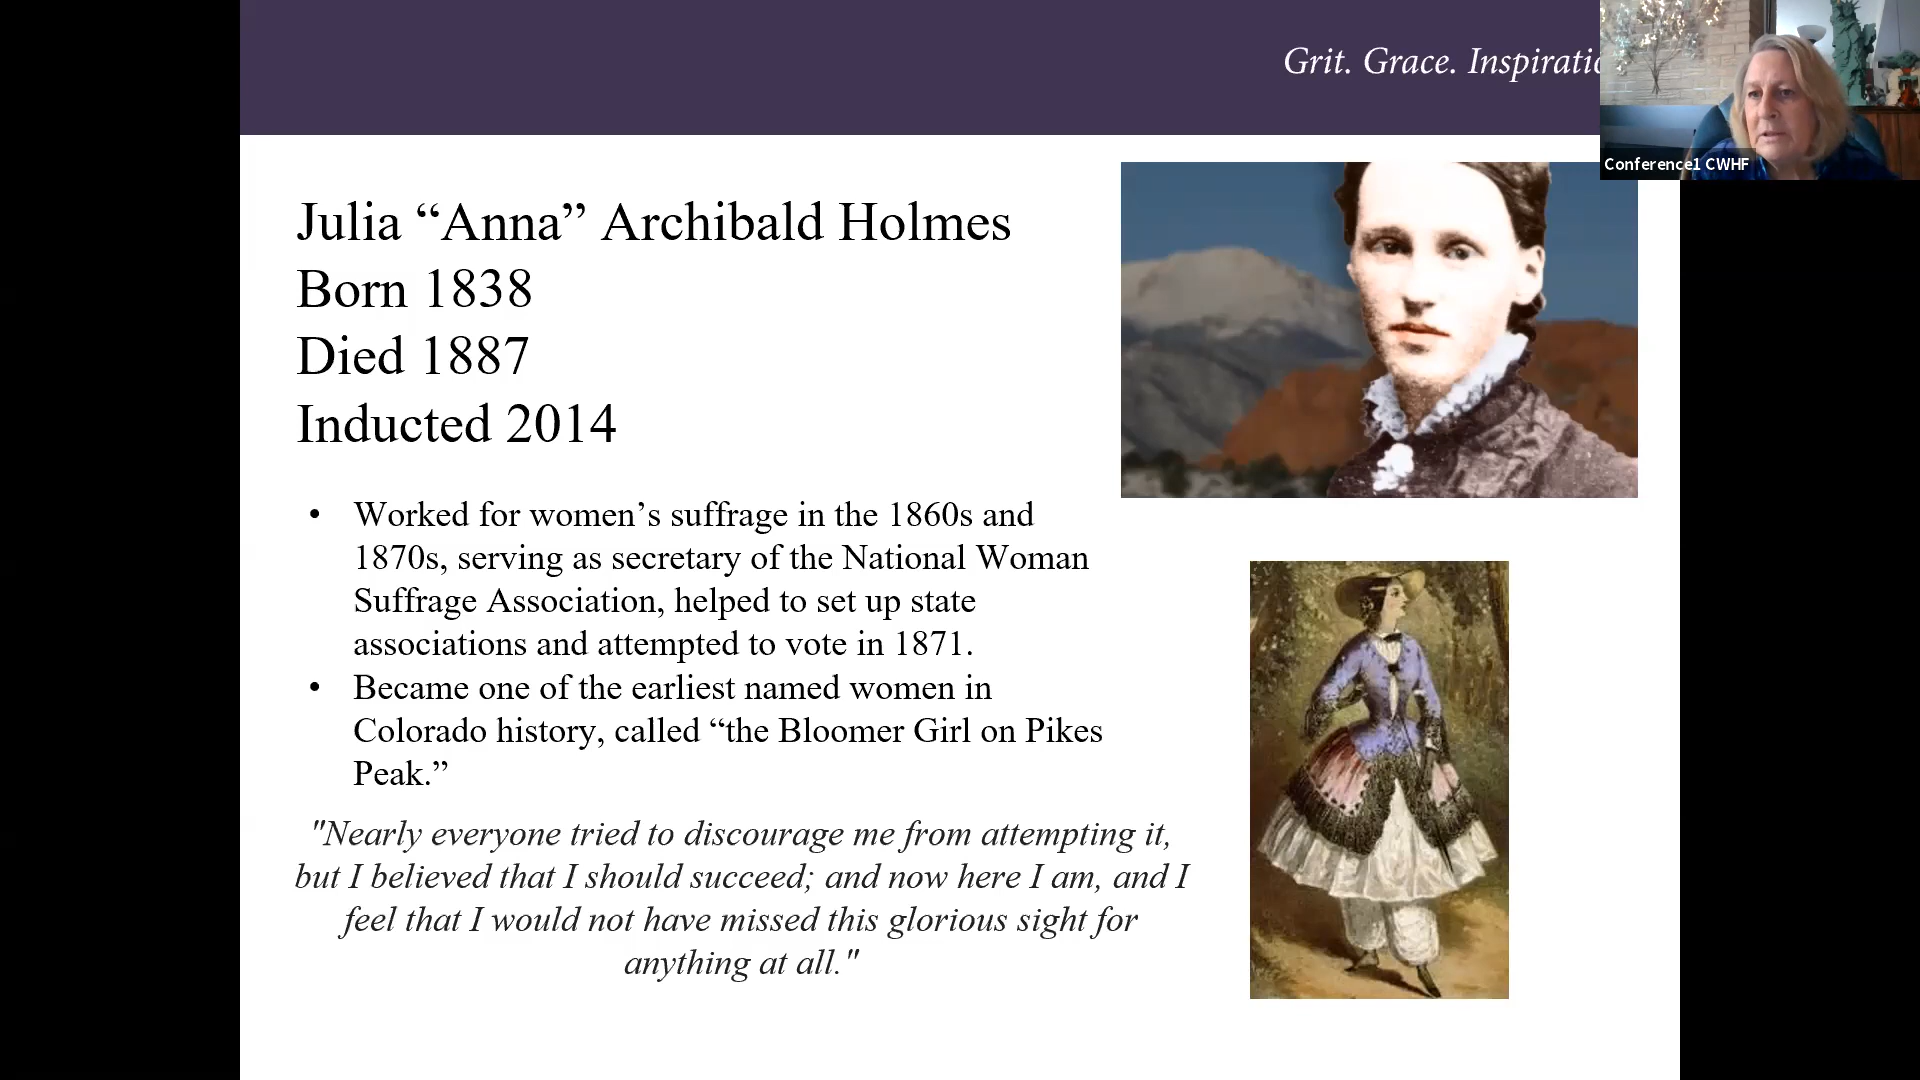 Grit. Grace. Inspiratio
Conference1 CWHF
Julia “Anna” Archibald Holmes
Born 1838
Died 1887
Inducted 2014
• Worked for women’s suffrage in the 1860s and
1870s, serving as secretary of the National Woman
Suffrage Association, helped to set up state
associations and attempted to vote in 1871.
• Became one of the earliest named women in
Colorado history, called “the Bloomer Girl on Pikes
Peak.”
"Nearly everyone tried to discourage me from attempting it,
but I believed that I should succeed; and now here I am, and I
feel that I would not have missed this glorious sight for
anything at all."